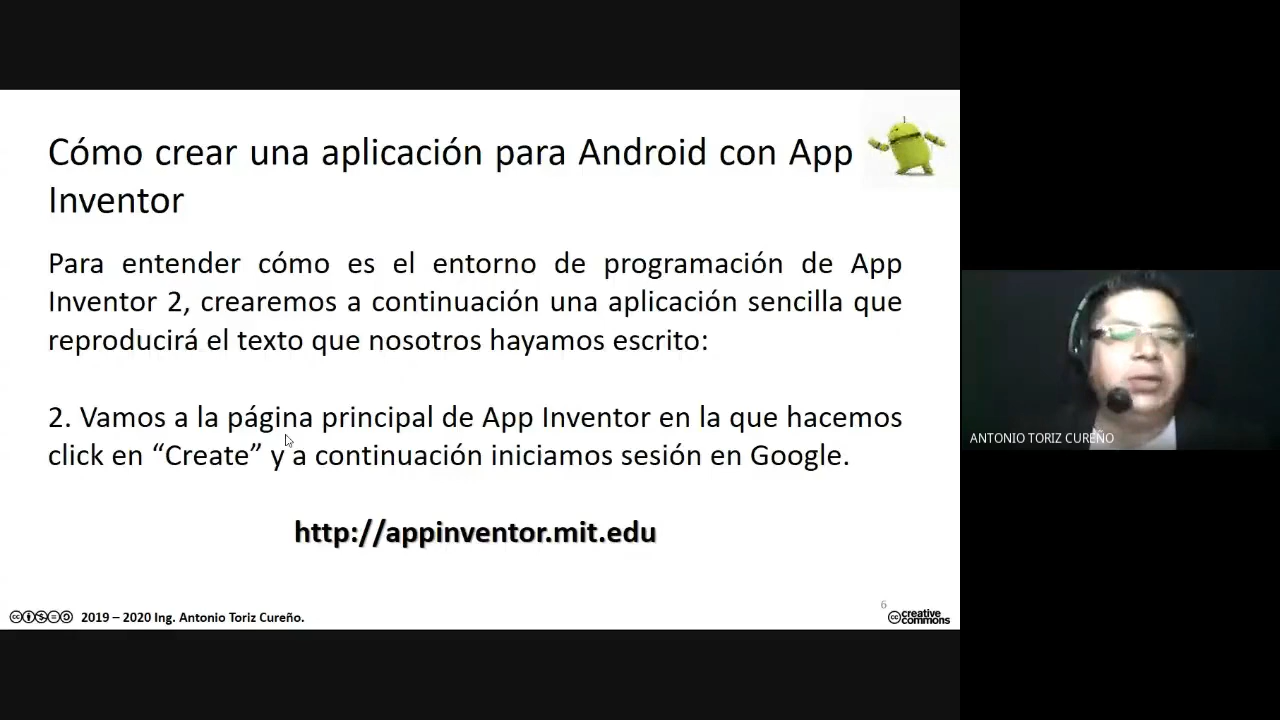 Cómo crear una aplicación para Android con App
Inventor
Para entender cómo es el entorno de programación de App
Inventor 2, crearemos a continuación una aplicación sencilla que
reproducirá el texto que nosotros hayamos escrito:
2. Vamos a la página principal de App Inventor en la que hacemos
click en “Create” y a continuación iniciamos sesión en Google.
http://appinventor.mit.edu
2019 – 2020 Ing. Antonio Toriz Cureño.
6
cc creative
commons
ANTONIO TORIZ CUREÑO